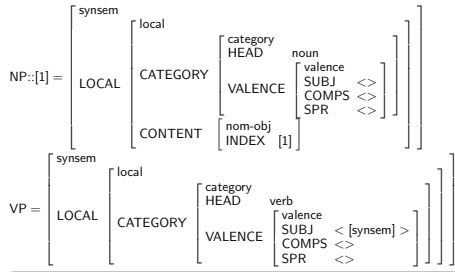 synsem
local
category
HEAD noun
valence
NP::[1] = LOCAL CATEGORY VALENCE SUBJ <>
COMPS <>
SPR <>
CONTENT nom-obj
INDEX [1]
synsem
local
category
HEAD verb
valence
VP = LOCAL CATEGORY VALENCE SUBJ < [synsem] >
COMPS <>
SPR <>